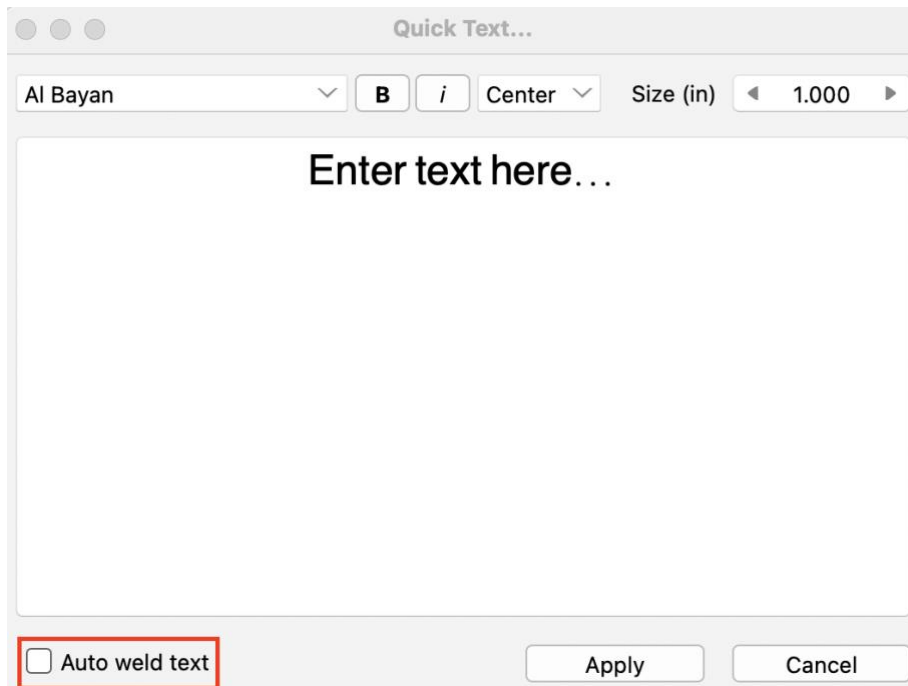 Quick Text...
Al Bayan B i Center Size (in) 1.000
Enter text here...
Auto weld text Apply Cancel